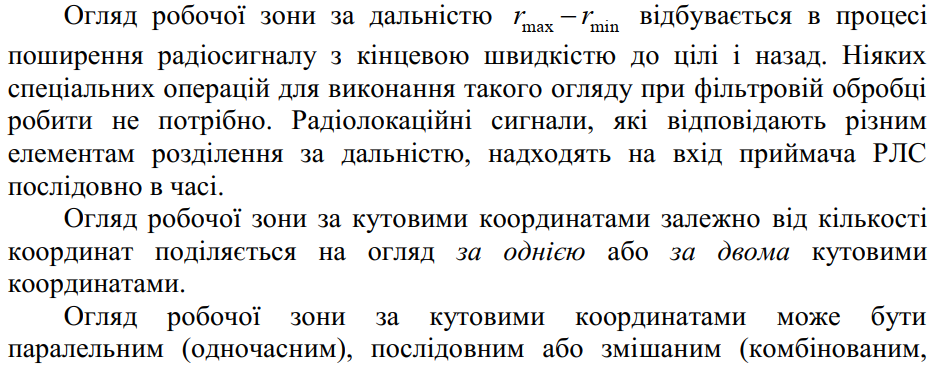 Огляд робочої зони за дальністю r_max − r_min відбувається в процесі
поширення радіосигналу з кінцевою швидкістю до цілі і назад. Ніяких
спеціальних операцій для виконання такого огляду при фільтровій обробці
робити не потрібно. Радіолокаційні сигнали, які відповідають різним
елементам розділення за дальністю, надходять на вхід приймача РЛС
послідовно в часі.
Огляд робочої зони за кутовими координатами залежно від кількості
координат поділяється на огляд за однією або за двома кутовими
координатами.
Огляд робочої зони за кутовими координатами може бути
паралельним (одночасним), послідовним або змішаним (комбінованим,